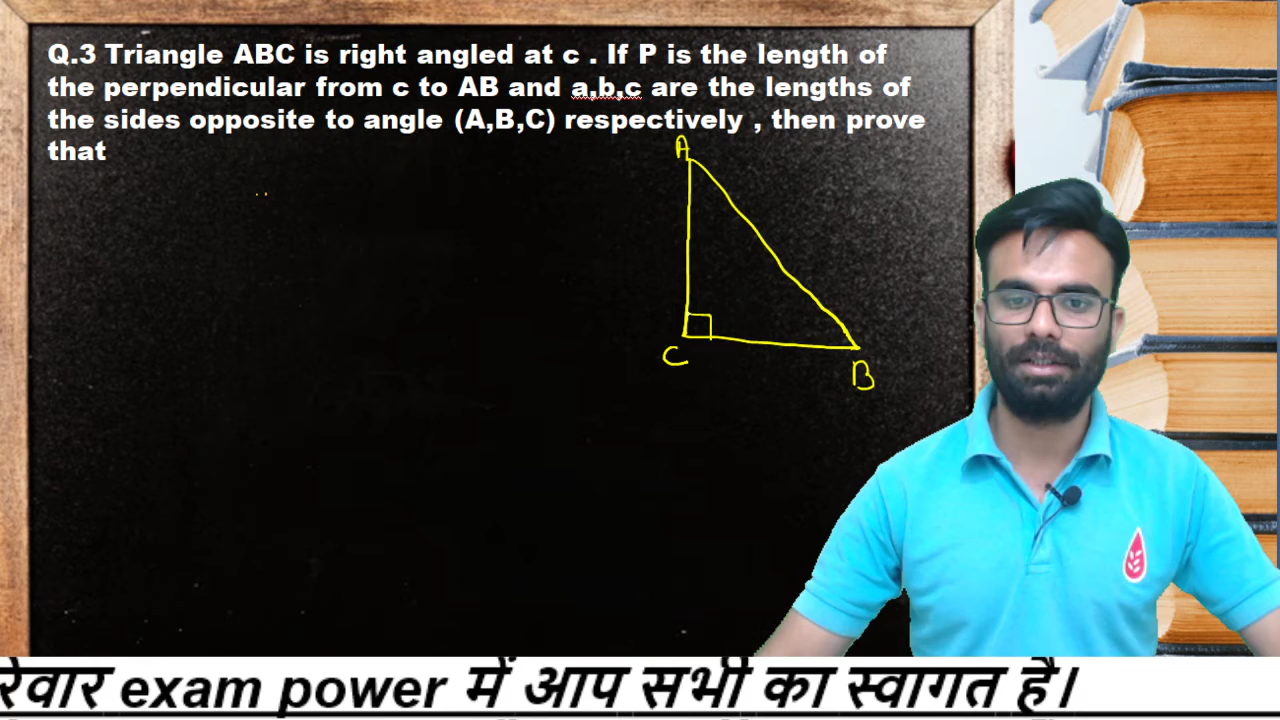 Q.3 Triangle ABC is right angled at c . If P is the length of
the perpendicular from c to AB and a,b,c are the lengths of
the sides opposite to angle (A,B,C) respectively , then prove
that
A
C
B
रेवार exam power में आप सभी का स्वागत है।